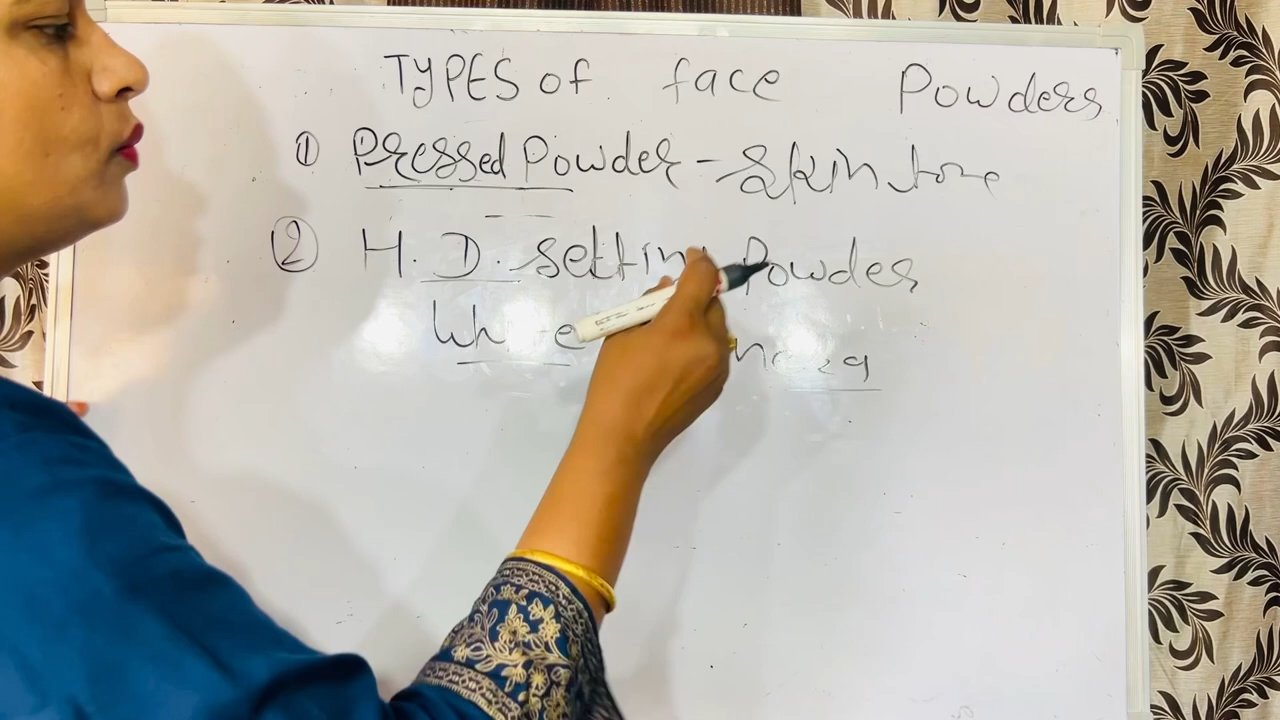 TYPES of face Powders
① Pressed Powder - Skin tone
② H.D. setting Powder
White